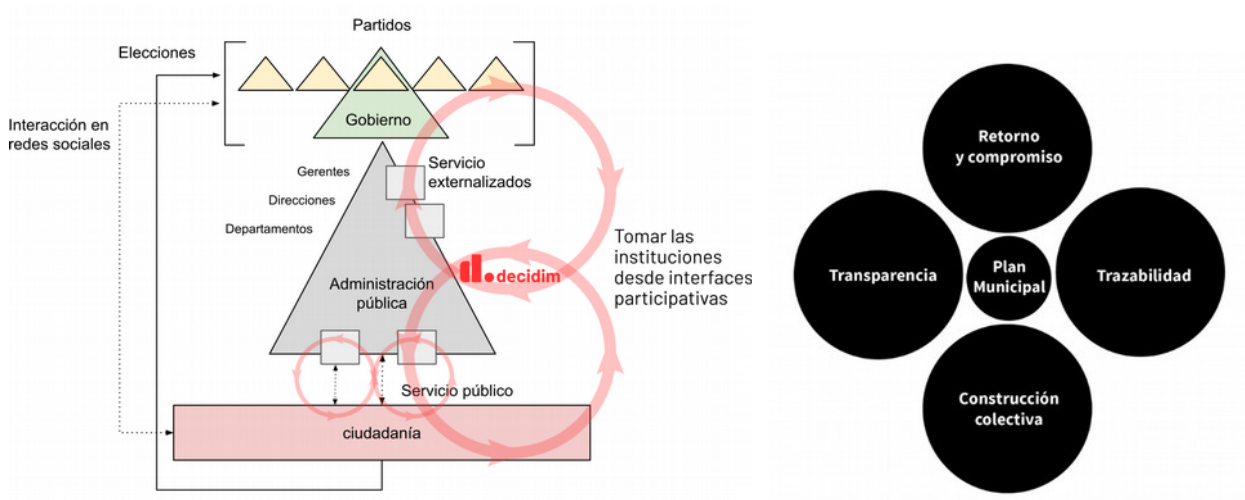 Partidos
Elecciones
Interacción en
redes sociales
Gobierno
Gerentes
Direcciones
Departamentos
Servicio
externalizados
Administración
pública
decidim
Tomar las
instituciones
desde interfaces
participativas
Servicio público
ciudadanía
Retorno
y compromiso
Transparencia
Plan
Municipal
Trazabilidad
Construcción
colectiva